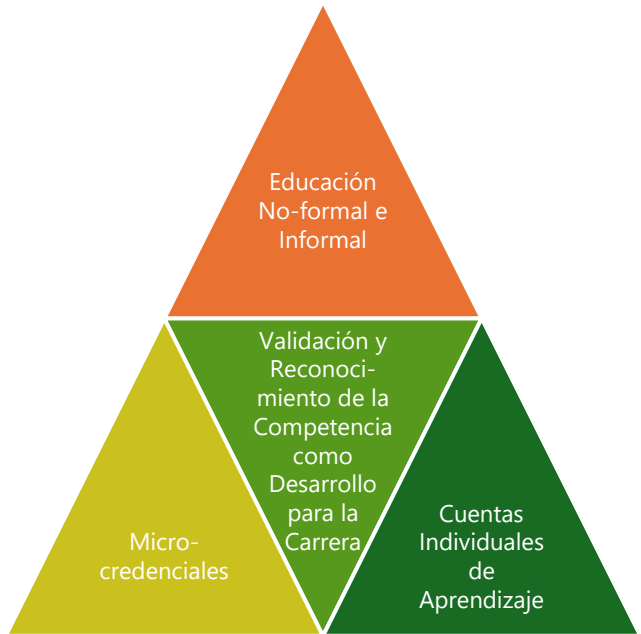 Educación
No-formal e
Informal
Validación y
Reconoci-
miento de la
Competencia
como
Desarrollo
para la
Carrera
Micro-
credenciales
Cuentas
Individuales
de
Aprendizaje